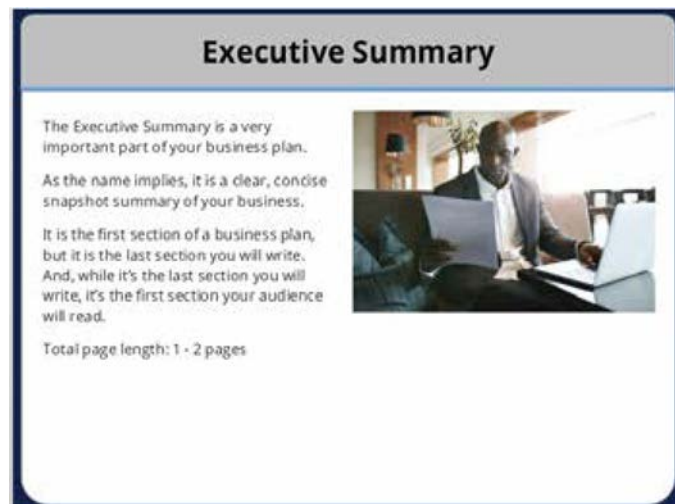 Executive Summary
The Executive Summary is a very
important part of your business plan.
As the name implies, it is a clear, concise
snapshot summary of your business.
It is the first section of a business plan,
but it is the last section you will write.
And, while it's the last section you will
write, it's the first section your audience
will read.
Total page length: 1 - 2 pages